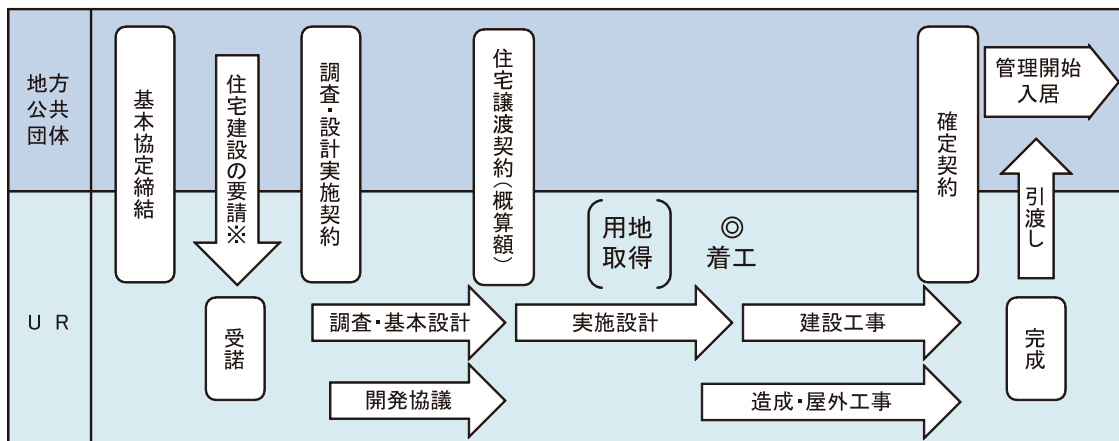 地方
公共
団体
基本協定締結
住宅建設の要請※
調査・設計実施契約
住宅譲渡契約(概算額)
確定契約
管理開始
入居
引渡し
用地
取得
◎
着工
UR
受諾
調査・基本設計
実施設計
建設工事
完成
開発協議
造成・屋外工事